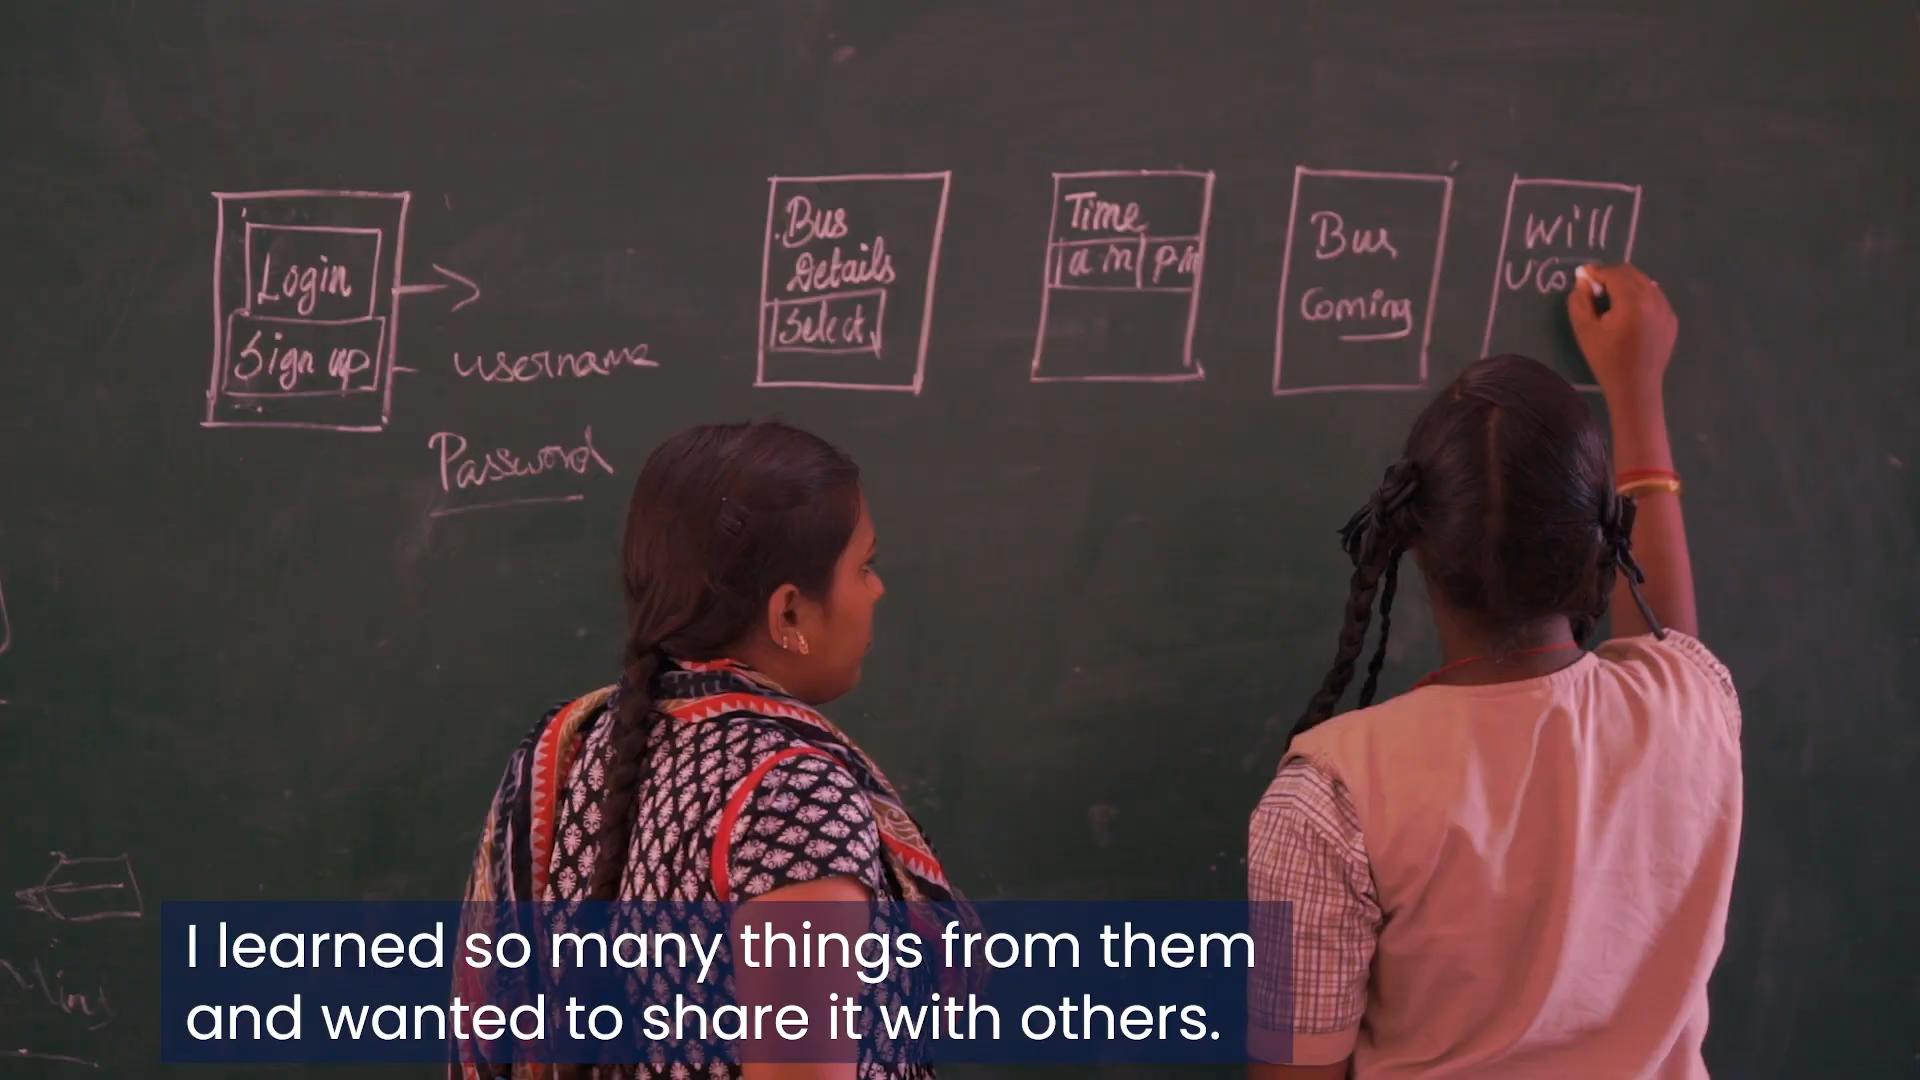 Login
Sign up
username
Password
Bus
Details
Select
Time
am pm
Bus
Coming
Will
I learned so many things from them
and wanted to share it with others.